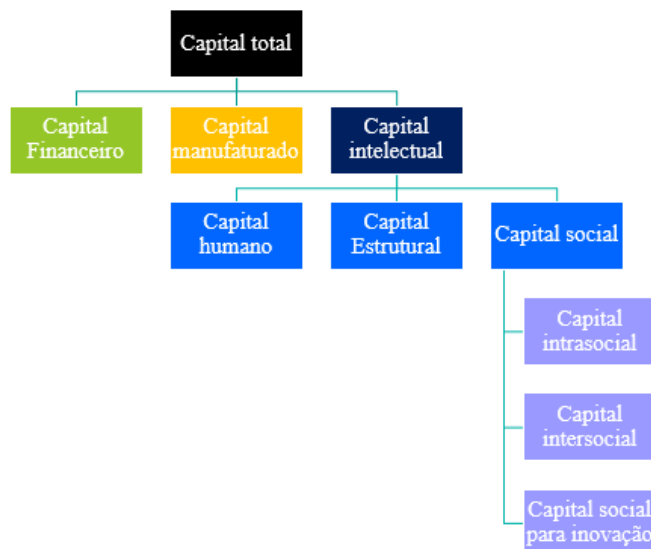 Capital total
Capital
Financeiro
Capital
manufaturado
Capital
intelectual
Capital
humano
Capital
Estrutural
Capital social
Capital
intrasocial
Capital
intersocial
Capital social
para inovação